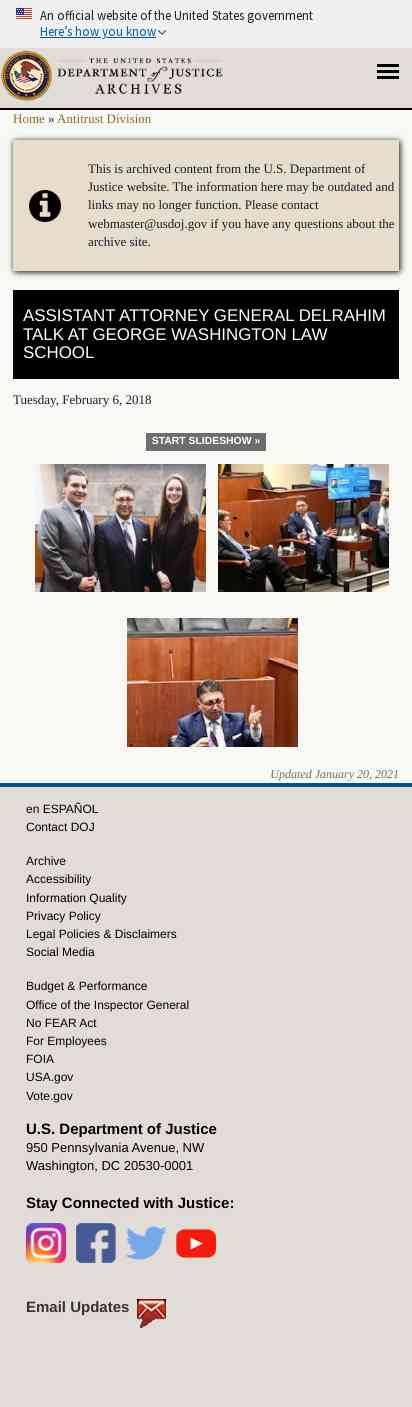 An official website of the United States government
Here's how you know
THE UNITED STATES
DEPARTMENT of JUSTICE
ARCHIVES
Home » Antitrust Division
This is archived content from the U.S. Department of
Justice website. The information here may be outdated and
links may no longer function. Please contact
webmaster@usdoj.gov if you have any questions about the
archive site.
ASSISTANT ATTORNEY GENERAL DELRAHIM
TALK AT GEORGE WASHINGTON LAW
SCHOOL
Tuesday, February 6, 2018
START SLIDESHOW »
Updated January 20, 2021
en ESPAÑOL
Contact DOJ
Archive
Accessibility
Information Quality
Privacy Policy
Legal Policies & Disclaimers
Social Media
Budget & Performance
Office of the Inspector General
No FEAR Act
For Employees
FOIA
USA.gov
Vote.gov
U.S. Department of Justice
950 Pennsylvania Avenue, NW
Washington, DC 20530-0001
Stay Connected with Justice:
Email Updates